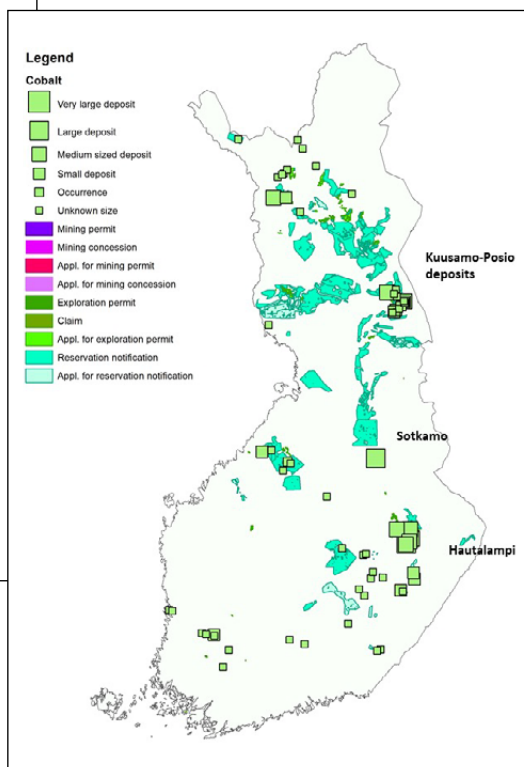 Legend
Cobalt
Very large deposit
Large deposit
Medium sized deposit
Small deposit
Occurrence
Unknown size
Mining permit
Mining concession
Appl. for mining permit
Appl. for mining concession
Exploration permit
Claim
Appl. for exploration permit
Reservation notification
Appl. for reservation notification
Kuusamo-Posio
deposits
Sotkamo
Hautalampi